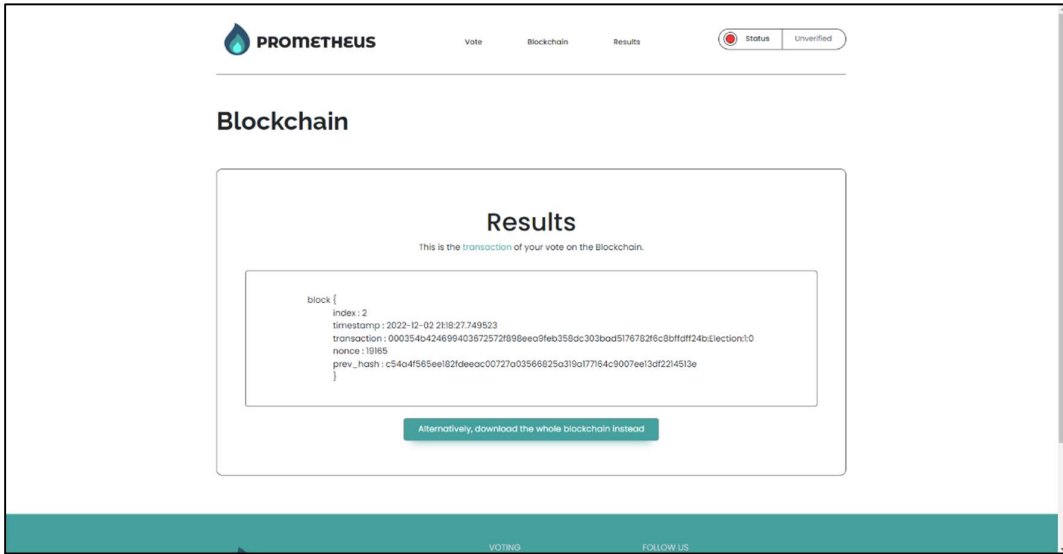 PROMETHEUS
Vote
Blockchain
Results
Status
Unverified
Blockchain
Results
This is the transaction of your vote on the Blockchain.
block {
index : 2
timestamp : 2022-12-02 21:18:27.749523
transaction : 000354b424699403672572f898eea9feb358dc303bad5176782f6c8bffdff24b:Election:1:0
nonce : 19165
prev_hash : c54a4f565ee182fdeeac00727a03566825a319a177164c9007ee13df2214513e
}
Alternatively, download the whole blockchain instead
VOTING
FOLLOW US